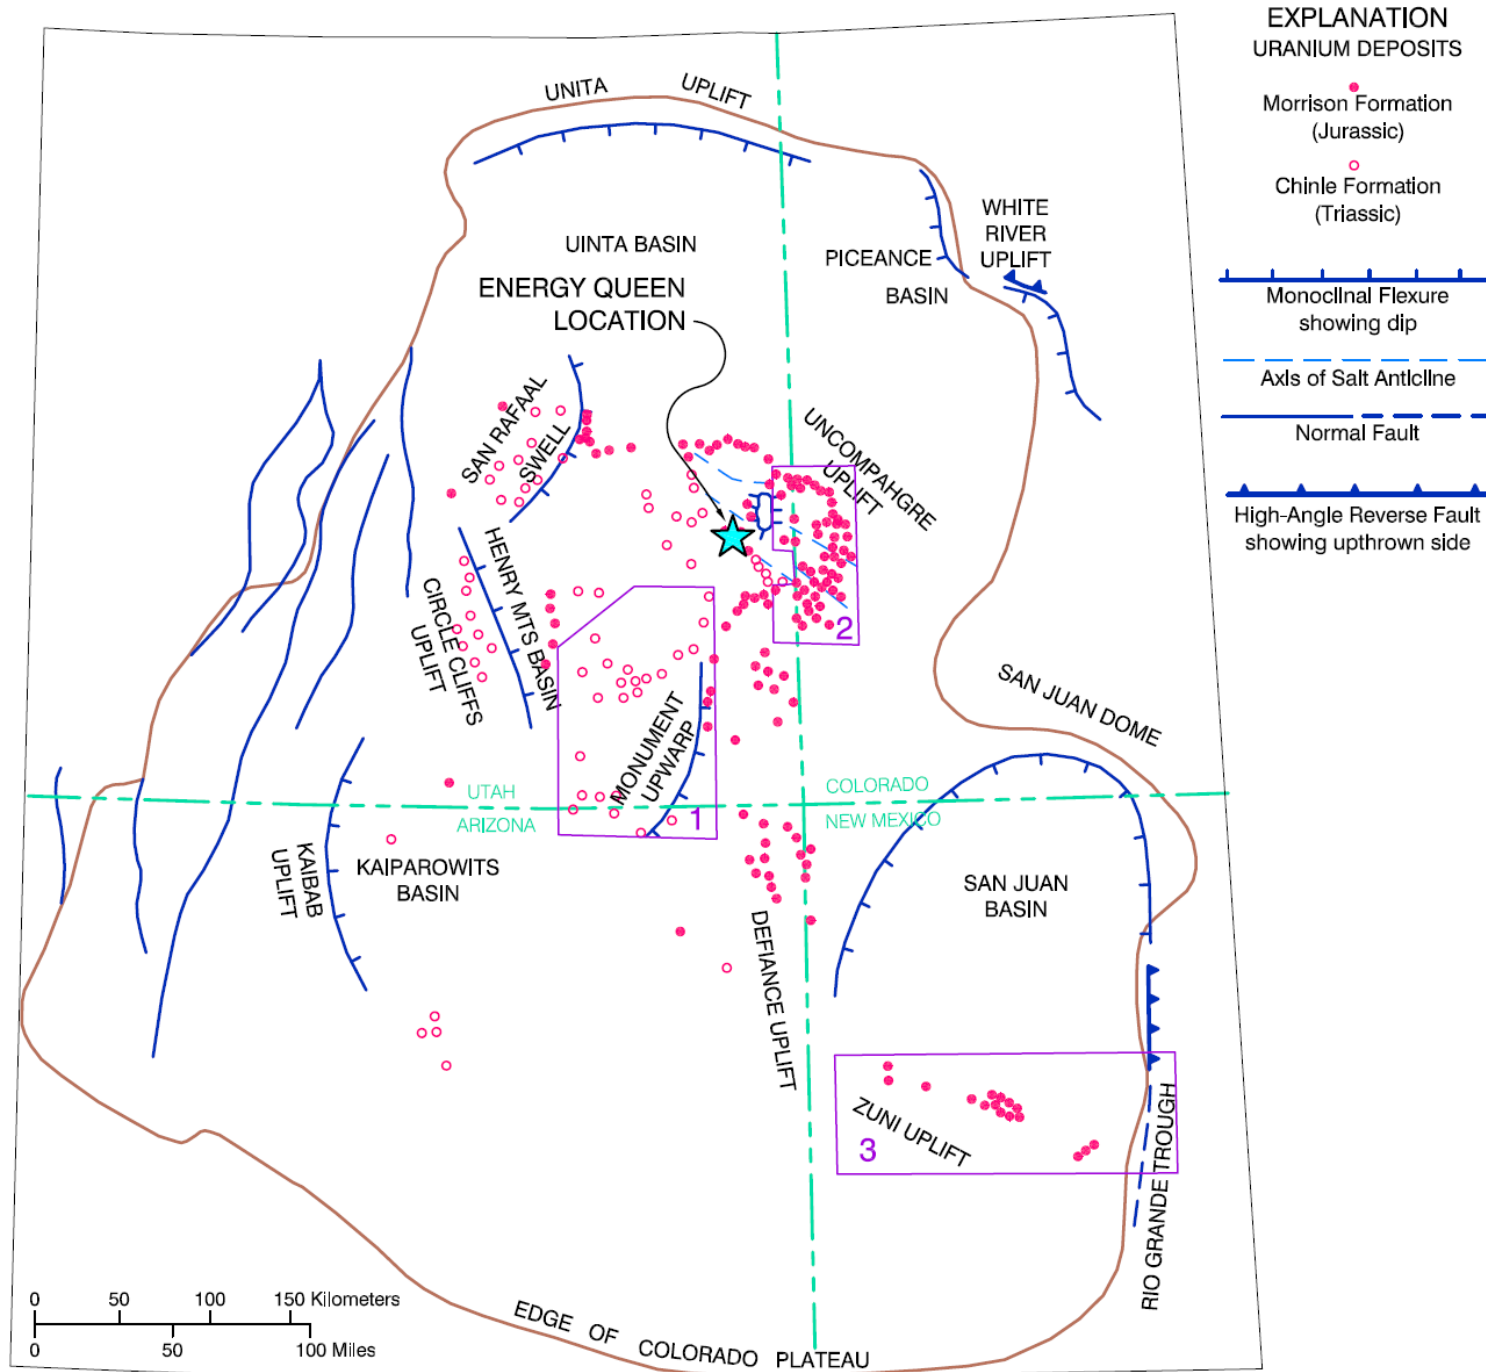 EXPLANATION
URANIUM DEPOSITS
Morrison Formation
(Jurassic)
Chinle Formation
(Triassic)
Monoclinal Flexure
showing dip
Axis of Salt Anticline
Normal Fault
High-Angle Reverse Fault
showing upthrown side
UNITA UPLIFT
UINTA BASIN
ENERGY QUEEN
LOCATION
PICEANCE
BASIN
WHITE
RIVER
UPLIFT
SAN RAFAAL
SWELL
UNCOMPAHGRE
UPLIFT
HENRY MTS BASIN
CIRCLE CLIFFS
UPLIFT
2
SAN JUAN DOME
MONUMENT
UPWARP
1
UTAH
COLORADO
ARIZONA
NEW MEXICO
KAIBAB
UPLIFT
KAIPAROWITS
BASIN
SAN JUAN
BASIN
DEFIANCE UPLIFT
ZUNI UPLIFT
3
RIO GRANDE TROUGH
0 50 100 150 Kilometers
0 50 100 Miles
EDGE OF COLORADO PLATEAU